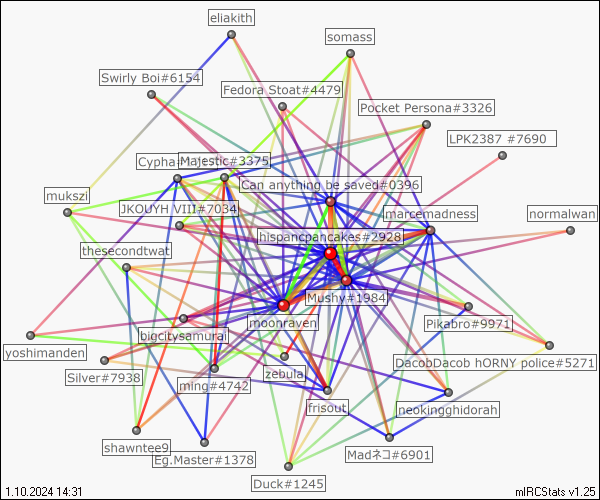 eliakith
somass
Swirly Boi#6154
Fedora Stoat#4479
Pocket Persona#3326
LPK2387 #7690
Majestic#3375
Can anything be saved#0396
mukszi
JKOUYH VIII#7034
marcemadness
normalwan
hispancpancakes#2928
thesecondtwat
Mushy#1984
moonraven
Pikabro#9971
bigcitysamurai
yoshimanden
DacobDacob hORNY police#5271
Silver#7938
ming#4742
zebula
frisout
neokingghidorah
shawntee9
Eg.Master#1378
Madネコ#6901
Duck#1245
1.10.2024 14:31
mIRCStats v1.25